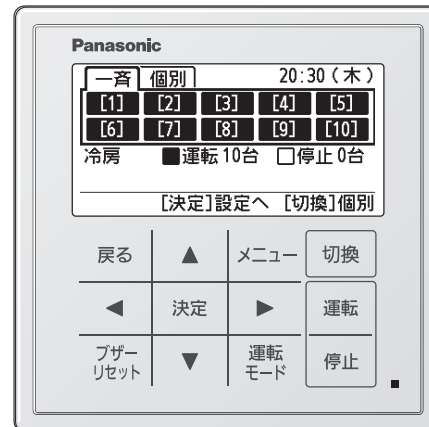 Panasonic
一斉 個別 20:30(木)
[1] [2] [3] [4] [5]
[6] [7] [8] [9] [10]
冷房 ■運転10台 □停止0台
[決定]設定へ [切換]個別
戻る ▲ メニュー 切換
◀ 決定 ▶ 運転
ブザー
リセット
▼
運転
モード
停止